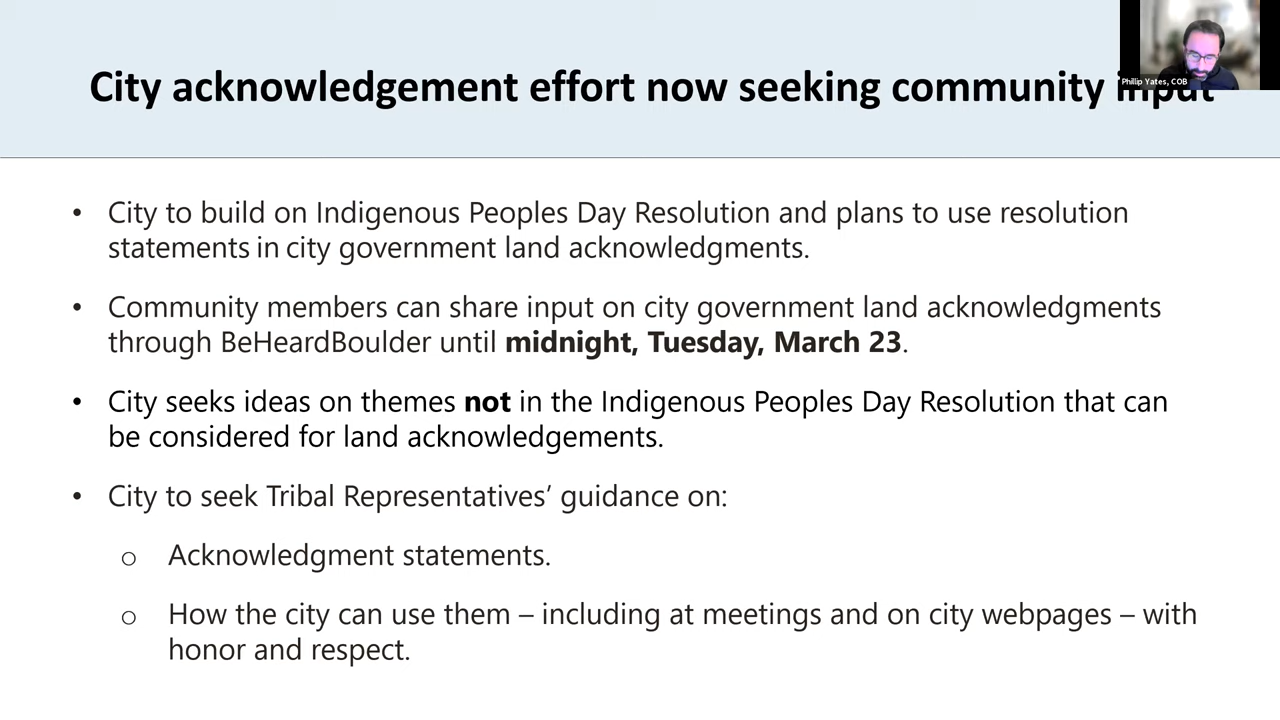 City acknowledgement effort now seeking community input
Philip Yates, COB
• City to build on Indigenous Peoples Day Resolution and plans to use resolution
statements in city government land acknowledgments.
• Community members can share input on city government land acknowledgments
through BeHeardBoulder until midnight, Tuesday, March 23.
• City seeks ideas on themes not in the Indigenous Peoples Day Resolution that can
be considered for land acknowledgements.
• City to seek Tribal Representatives’ guidance on:
o Acknowledgment statements.
o How the city can use them – including at meetings and on city webpages – with
honor and respect.